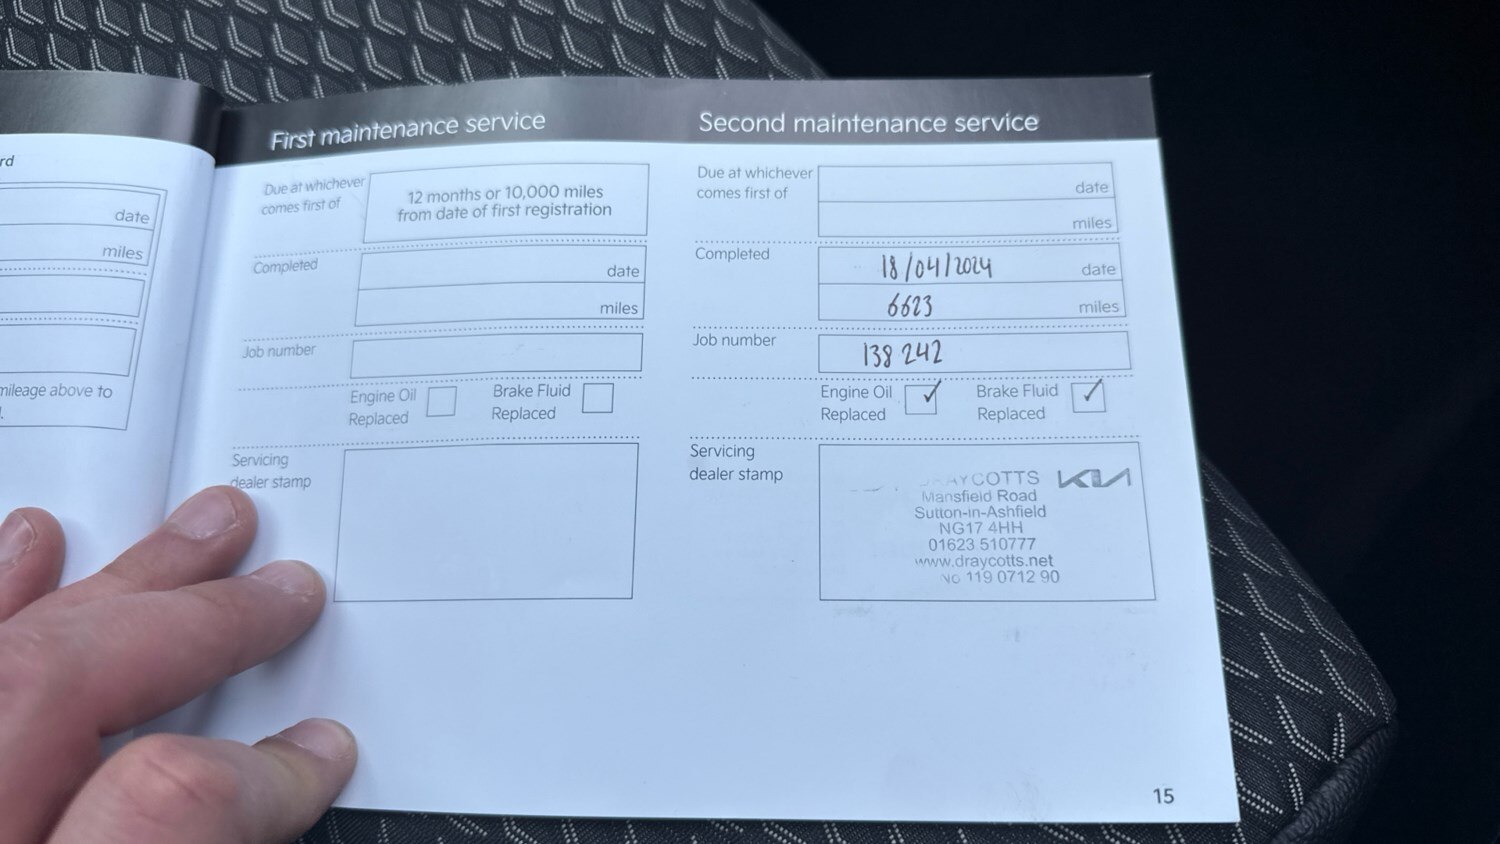 rd
date
miles
mileage above to
First maintenance service
Due at whichever
comes first of
12 months or 10,000 miles
from date of first registration
Completed
date
miles
Job number
Engine Oil
Replaced
Brake Fluid
Replaced
Servicing
dealer stamp
Second maintenance service
Due at whichever
comes first of
date
miles
Completed
18/04/2024 date
6623 miles
Job number
138 242
Engine Oil
Replaced
Brake Fluid
Replaced
Servicing
dealer stamp
DRAYCOTTS KIA
Mansfield Road
Sutton-in-Ashfield
NG17 4HH
01623 510777
www.draycotts.net
119 0712 90
15